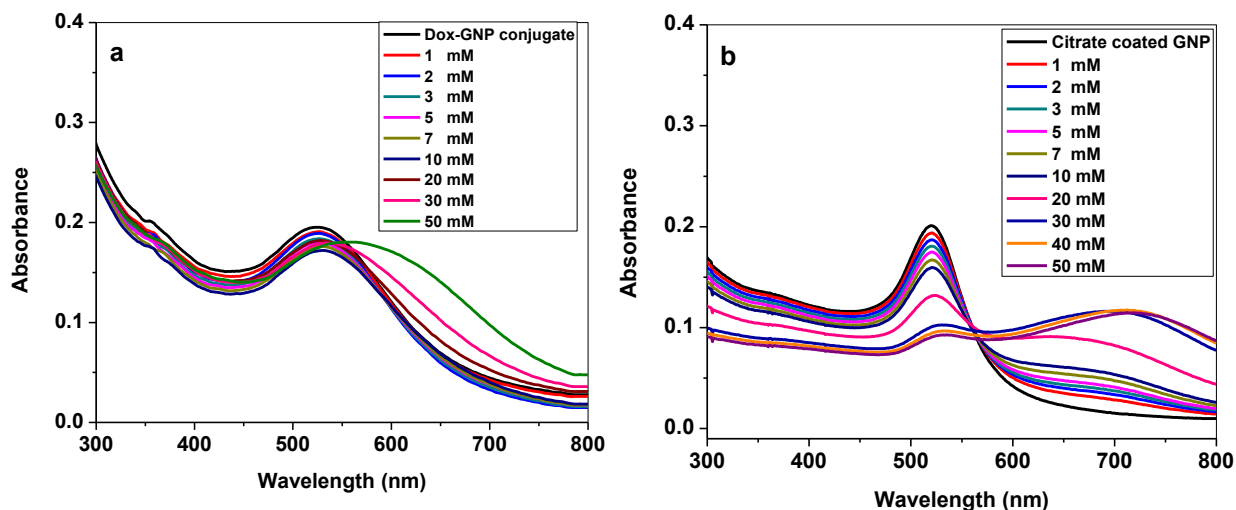 a
Dox-GNP conjugate
1 mM
2 mM
3 mM
5 mM
7 mM
10 mM
20 mM
30 mM
50 mM
0.4
0.3
0.2
0.1
0.0
Absorbance
300 400 500 600 700 800
Wavelength (nm)
b
Citrate coated GNP
1 mM
2 mM
3 mM
5 mM
7 mM
10 mM
20 mM
30 mM
40 mM
50 mM
0.4
0.3
0.2
0.1
0.0
Absorbance
300 400 500 600 700 800
Wavelength (nm)